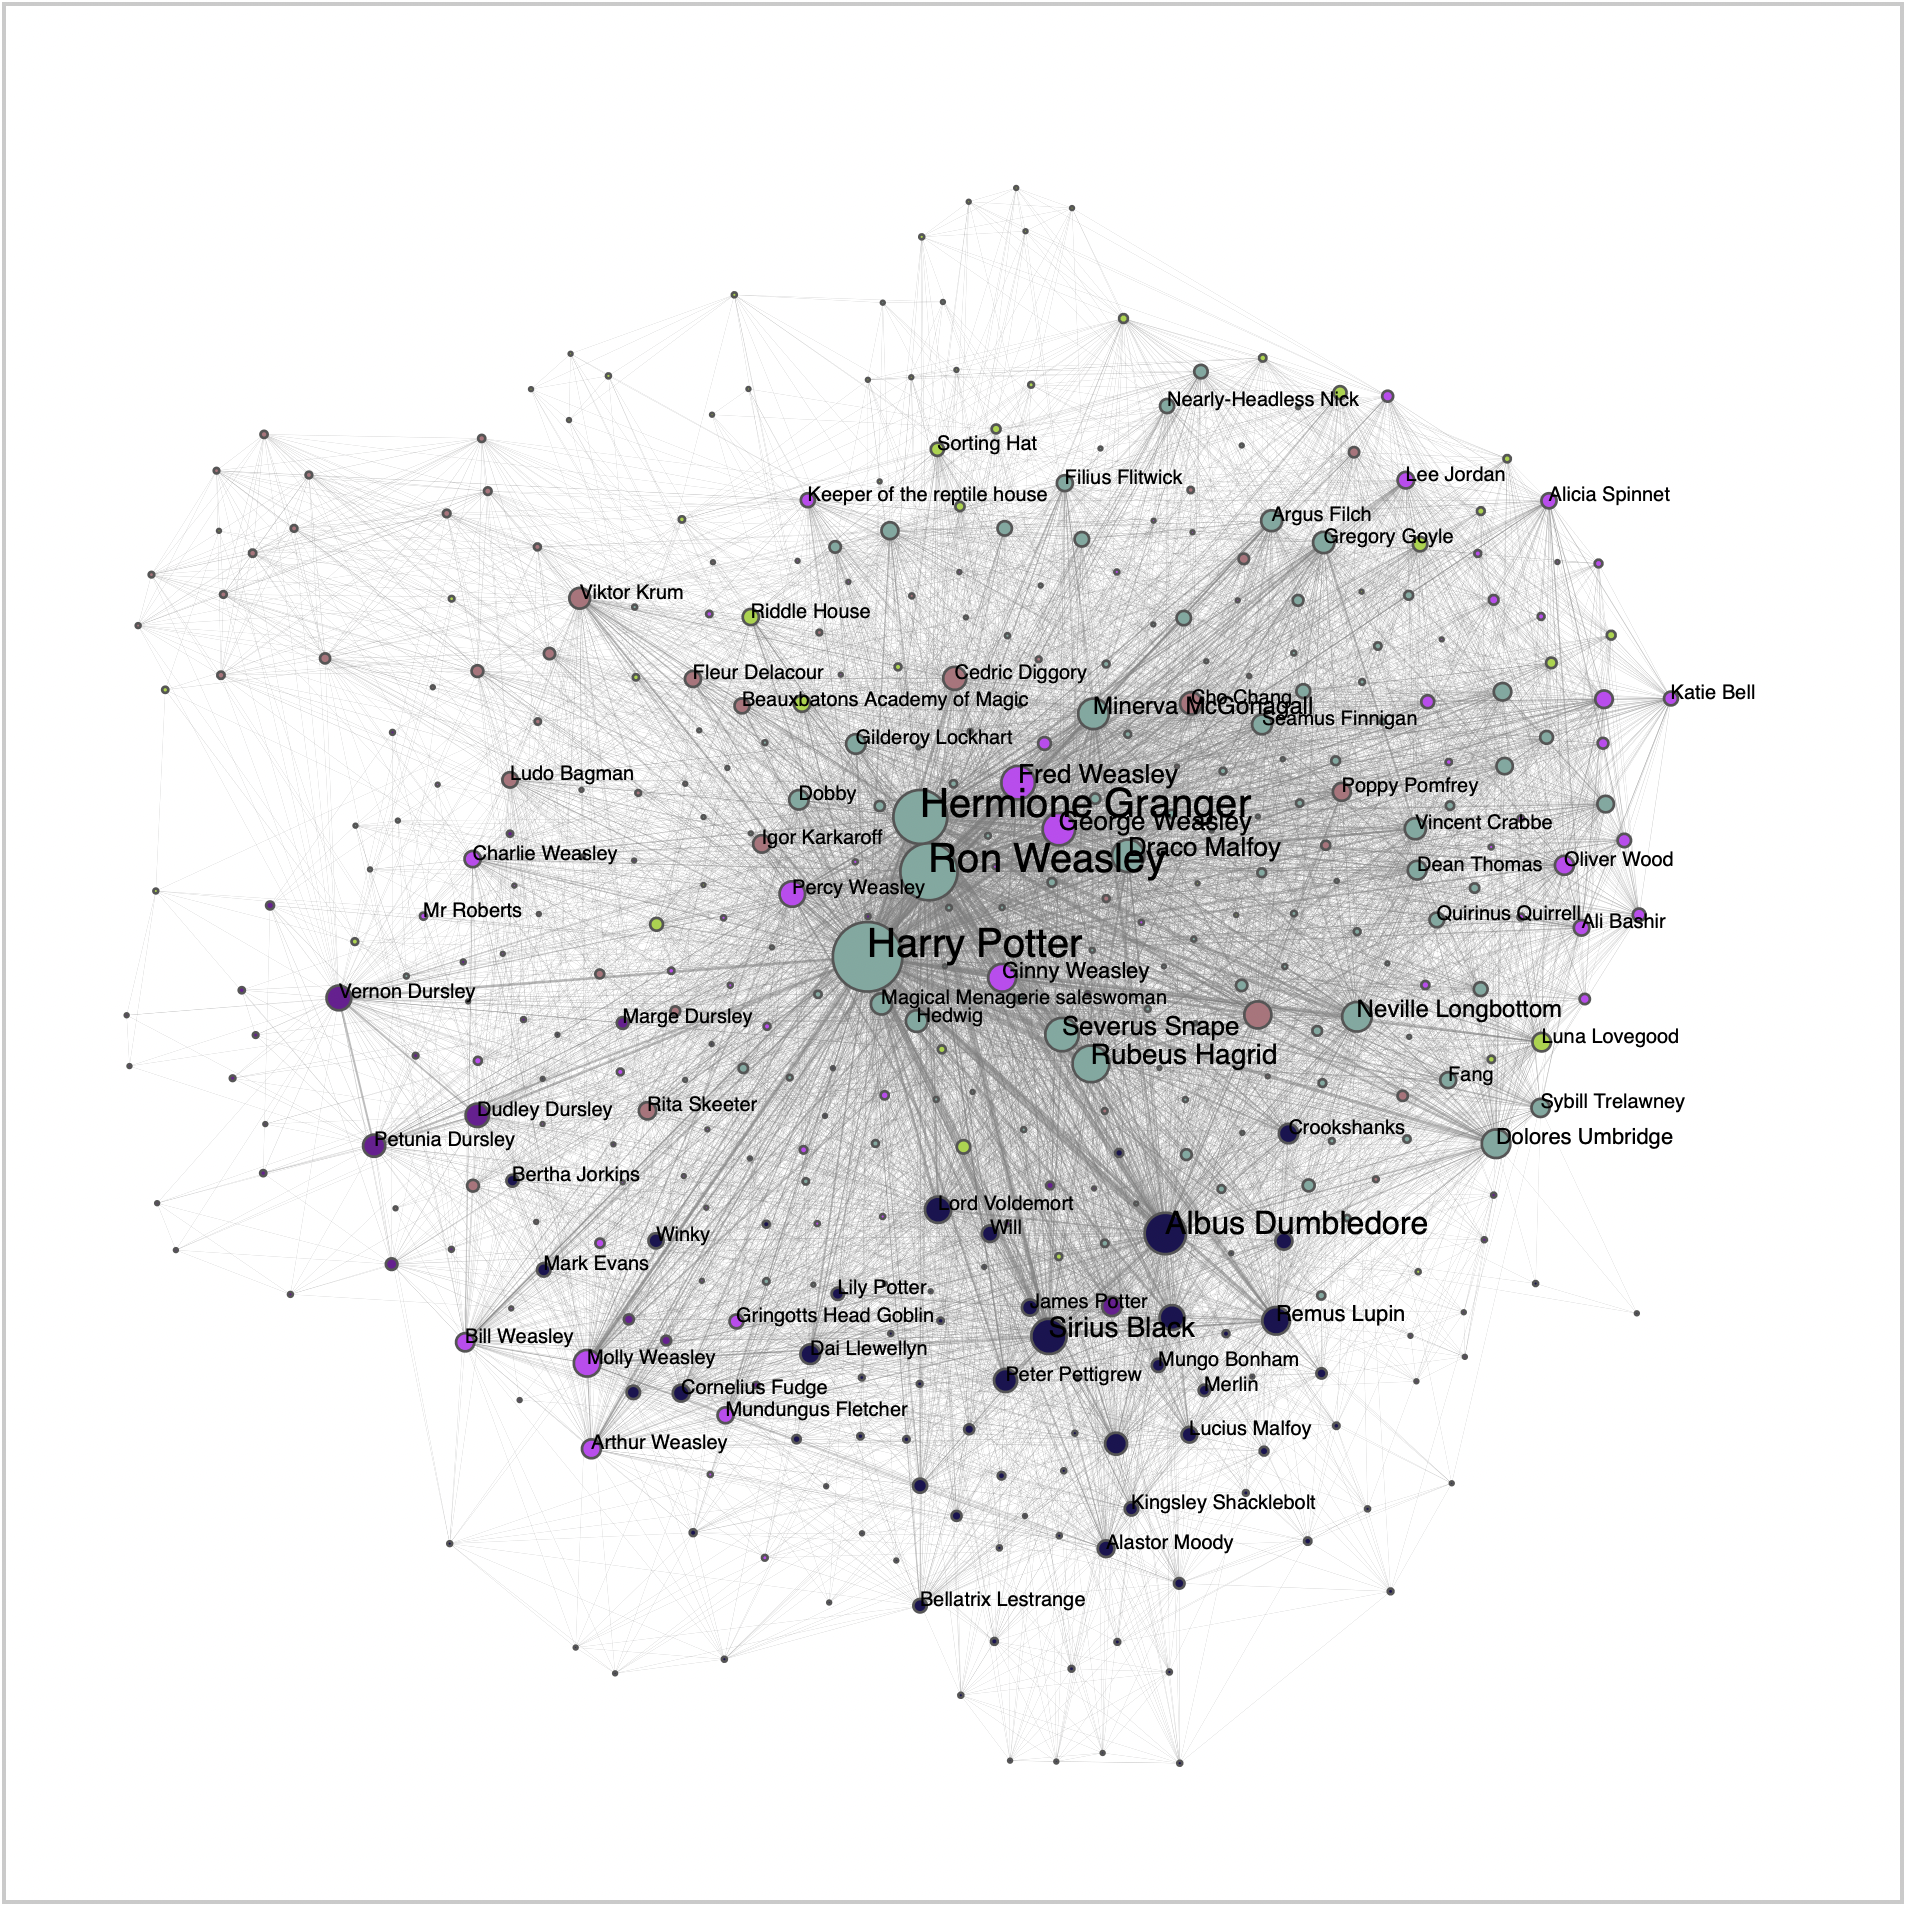 Nearly-Headless Nick
Sorting Hat
Filius Flitwick
Lee Jordan
Keeper of the reptile house
Alicia Spinnet
Argus Filch
Gregory Goyle
Viktor Krum
Riddle House
Fleur Delacour
Cedric Diggory
Katie Bell
Beauxbatons Academy of Magic
Cho Chang
Minerva McGonagall
Seamus Finnigan
Gilderoy Lockhart
Ludo Bagman
Fred Weasley
Poppy Pomfrey
Dobby
Hermione Granger
George Weasley
Vincent Crabbe
Igor Karkaroff
Draco Malfoy
Charlie Weasley
Ron Weasley
Dean Thomas
Oliver Wood
Percy Weasley
Mr Roberts
Quirinus Quirrell
Ali Bashir
Harry Potter
Ginny Weasley
Vernon Dursley
Magical Menagerie saleswoman
Marge Dursley
Hedwig
Neville Longbottom
Severus Snape
Luna Lovegood
Rubeus Hagrid
Fang
Dudley Dursley
Rita Skeeter
Sybill Trelawney
Petunia Dursley
Crookshanks
Dolores Umbridge
Bertha Jorkins
Lord Voldemort
Winky
Will
Albus Dumbledore
Mark Evans
Lily Potter
James Potter
Gringotts Head Goblin
Remus Lupin
Bill Weasley
Sirius Black
Dai Llewellyn
Molly Weasley
Mungo Bonham
Peter Pettigrew
Merlin
Cornelius Fudge
Mundungus Fletcher
Lucius Malfoy
Arthur Weasley
Kingsley Shacklebolt
Alastor Moody
Bellatrix Lestrange